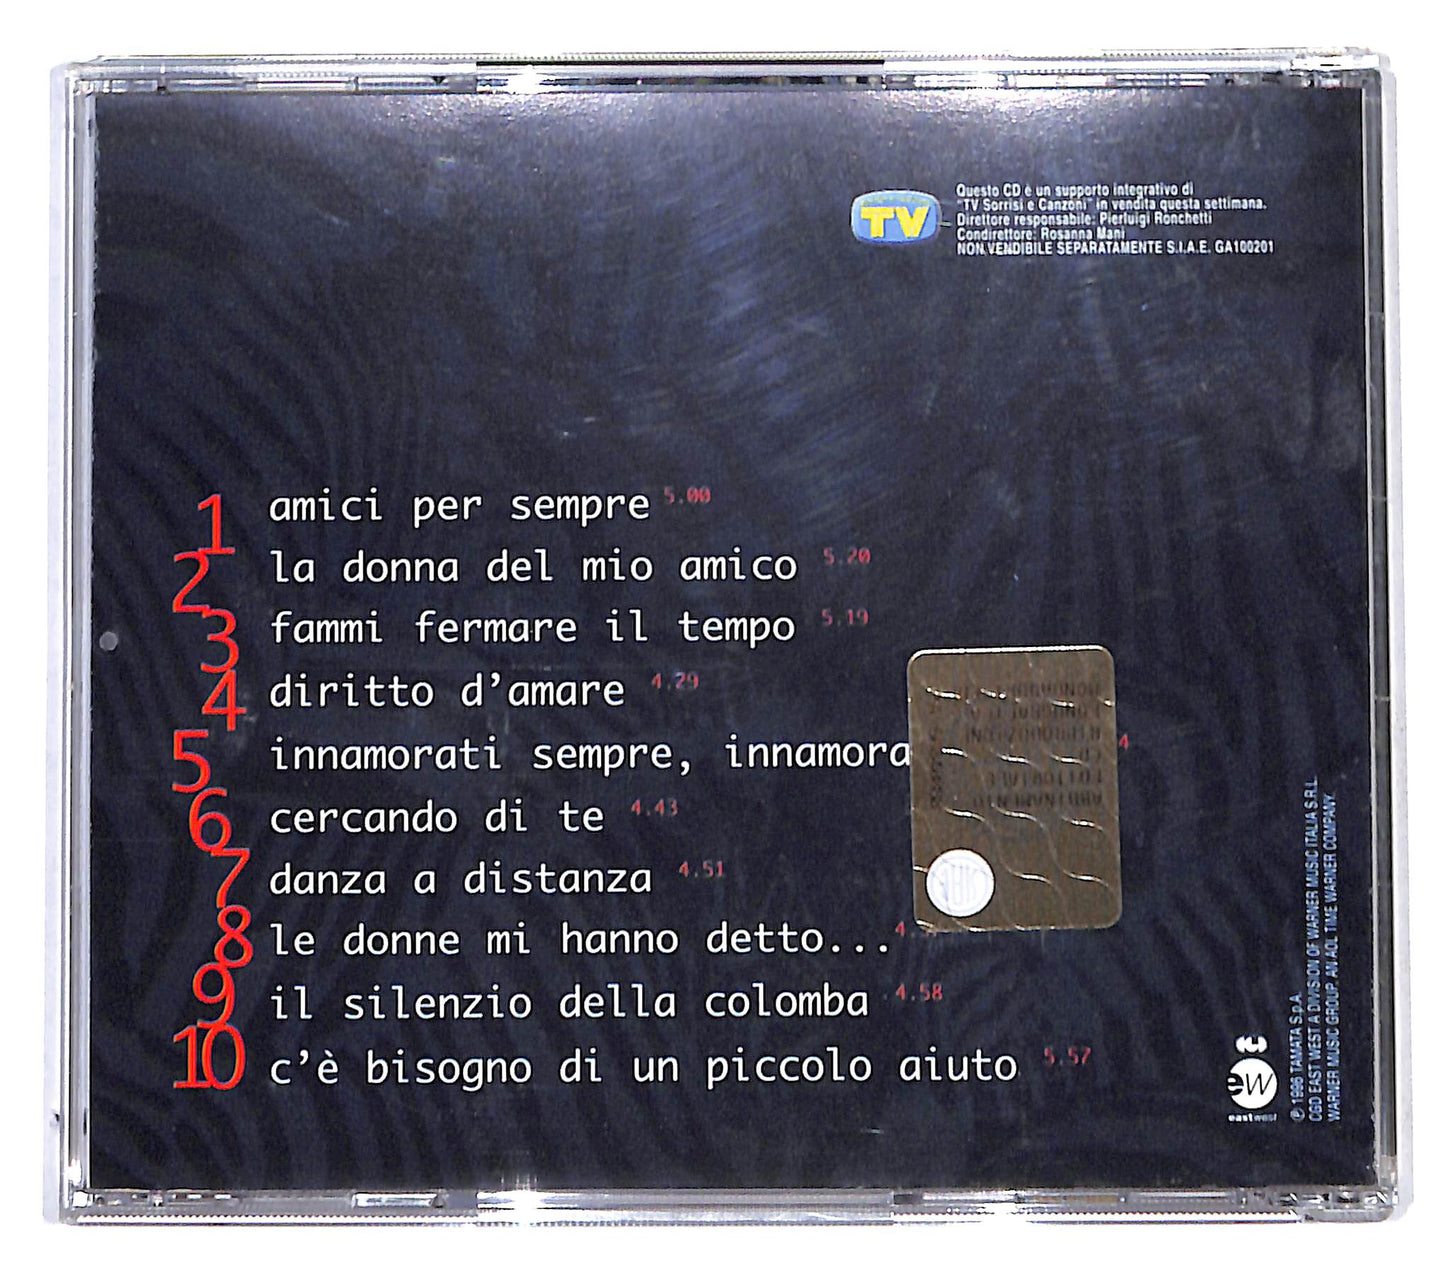 TV
Questo CD è un supporto integrativo di
"TV Sorrisi e Canzoni" in vendita questa settimana.
Direttore responsabile: Pierluigi Ronchetti
Condirettore: Rosanna Mani
NON VENDIBILE SEPARATAMENTE S.I.A.E. GA100201
1 amici per sempre 5.00
2 la donna del mio amico 5.20
3 fammi fermare il tempo 5.19
4 diritto d'amare 4.29
5 innamorati sempre, innamora 4
6 cercando di te 4.43
7 danza a distanza 4.51
8 le donne mi hanno detto... 4
9 il silenzio della colomba 4.58
10 c'è bisogno di un piccolo aiuto 5.57
SIAE
ew
eastwest
℗ 1996 TAMATA S.p.A.
CGD EAST WEST A DIVISION OF WARNER MUSIC ITALIA S.R.L.
WARNER MUSIC GROUP. AN AOL TIME WARNER COMPANY